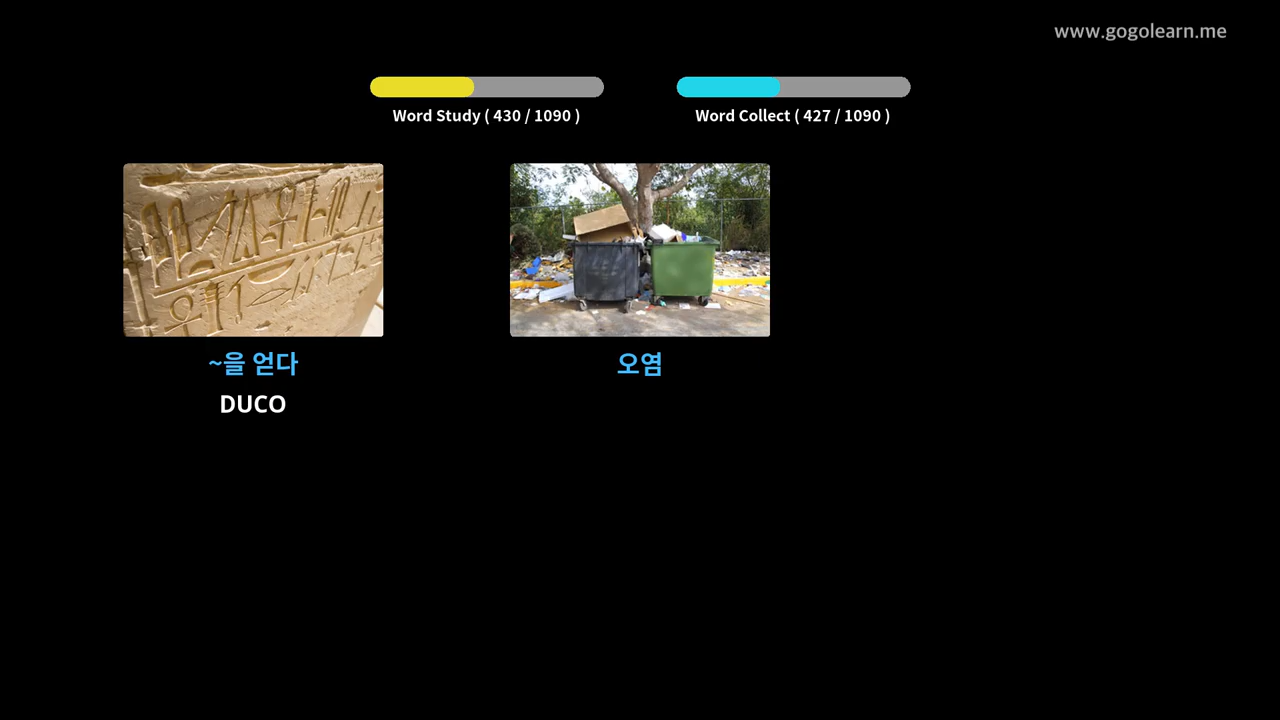 www.gogolearn.me
Word Study ( 430 / 1090 )
Word Collect ( 427 / 1090 )
~을 얻다
DUCO
오염